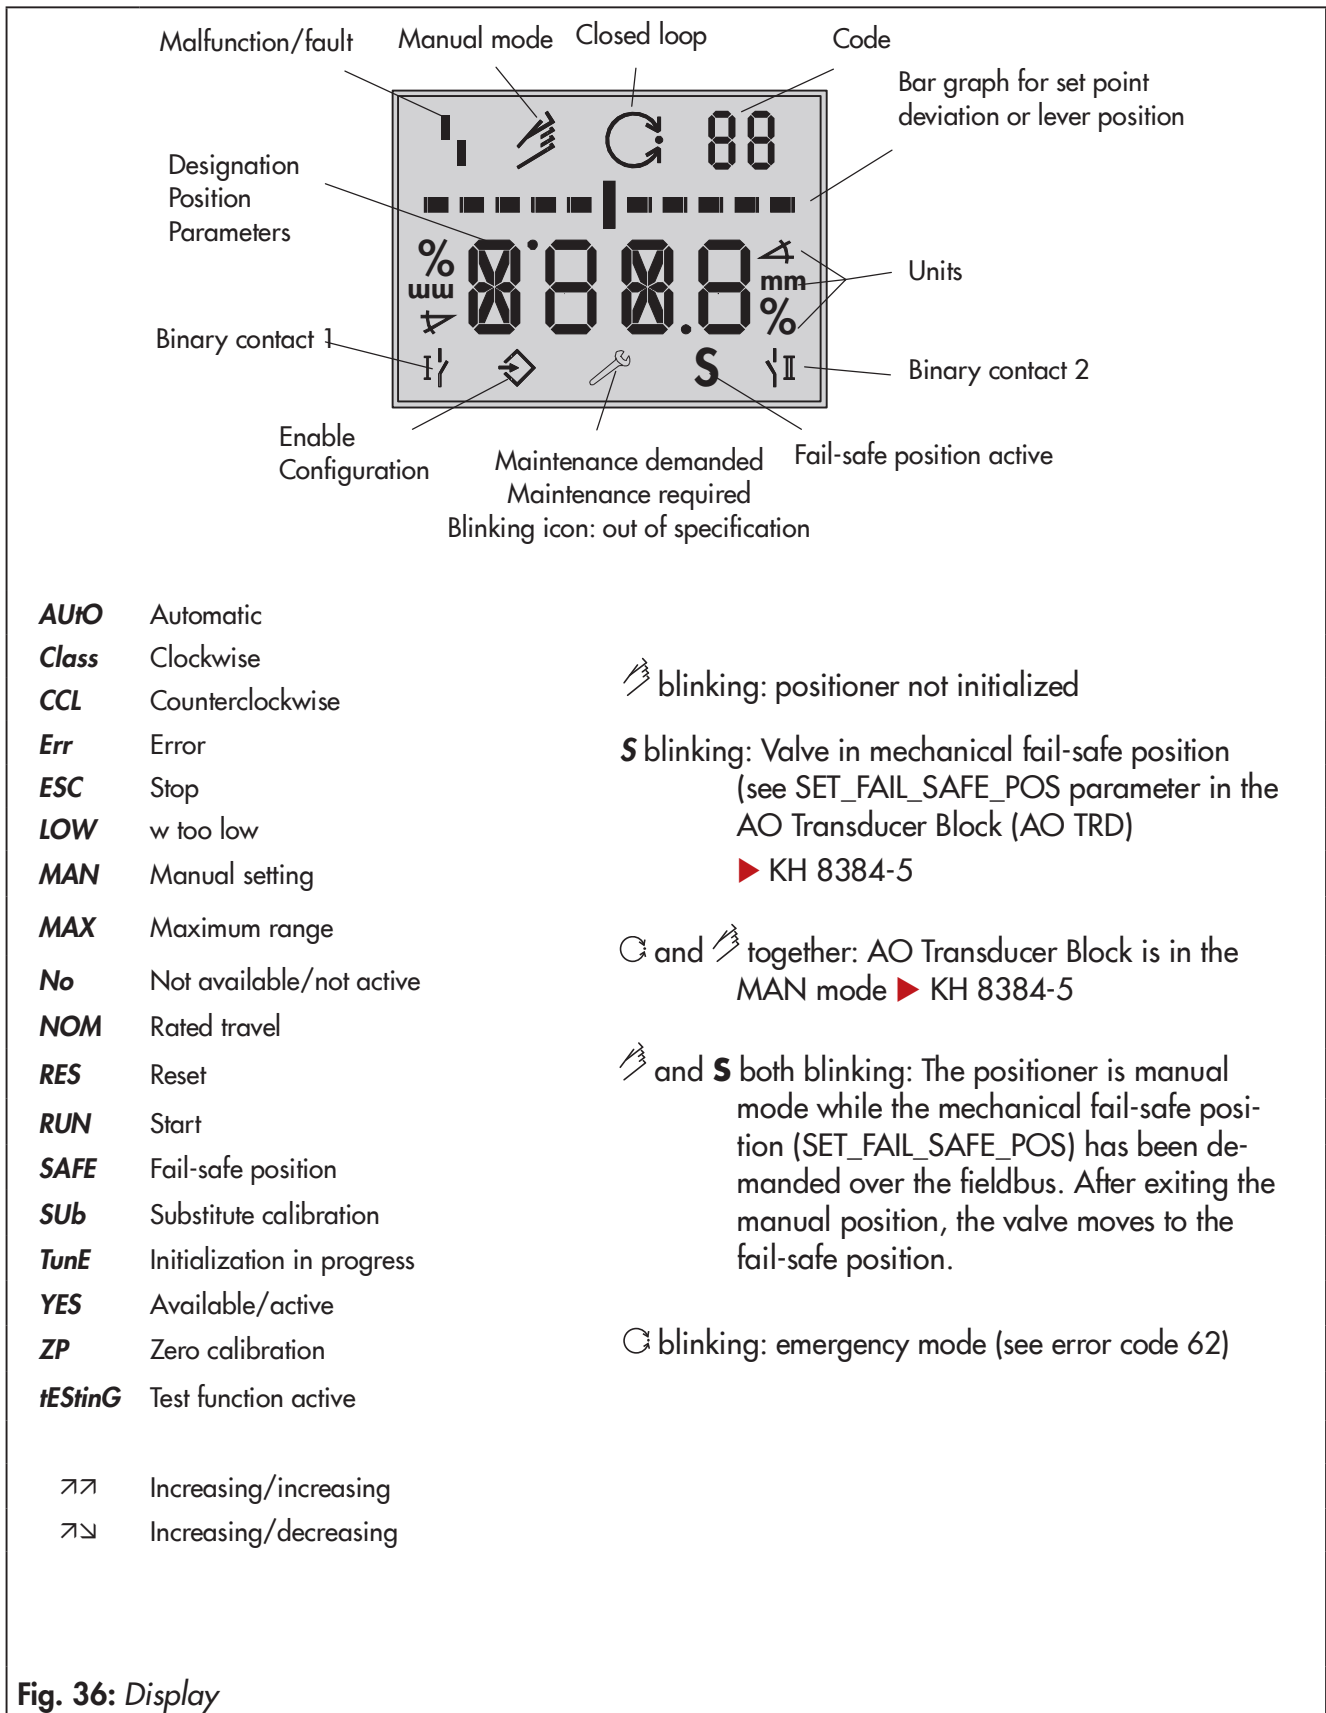 Malfunction/fault
Manual mode
Closed loop
Code
Bar graph for set point
deviation or lever position
Designation
Position
Parameters
88
%
mm
8.88.8
mm
%
Units
Binary contact 1
I
S
II
Binary contact 2
Enable
Configuration
Maintenance demanded
Maintenance required
Blinking icon: out of specification
Fail-safe position active
AUtO Automatic
Class Clockwise
CCL Counterclockwise
Err Error
ESC Stop
LOW w too low
MAN Manual setting
MAX Maximum range
No Not available/not active
NOM Rated travel
RES Reset
RUN Start
SAFE Fail-safe position
SUb Substitute calibration
TunE Initialization in progress
YES Available/active
ZP Zero calibration
tEStinG Test function active
↗↗ Increasing/increasing
↗↘ Increasing/decreasing
blinking: positioner not initialized
S blinking: Valve in mechanical fail-safe position
(see SET_FAIL_SAFE_POS parameter in the
AO Transducer Block (AO TRD)
▶ KH 8384-5
and together: AO Transducer Block is in the
MAN mode ▶ KH 8384-5
and S both blinking: The positioner is manual
mode while the mechanical fail-safe posi-
tion (SET_FAIL_SAFE_POS) has been de-
manded over the fieldbus. After exiting the
manual position, the valve moves to the
fail-safe position.
blinking: emergency mode (see error code 62)
Fig. 36: Display